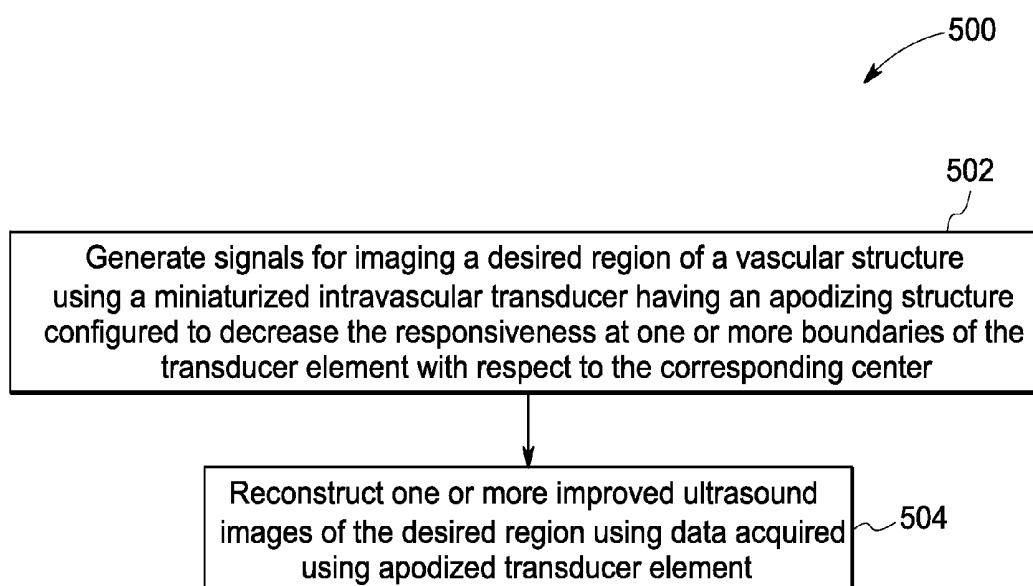 500
502
Generate signals for imaging a desired region of a vascular structure
using a miniaturized intravascular transducer having an apodizing structure
configured to decrease the responsiveness at one or more boundaries of the
transducer element with respect to the corresponding center
Reconstruct one or more improved ultrasound
images of the desired region using data acquired
using apodized transducer element
504